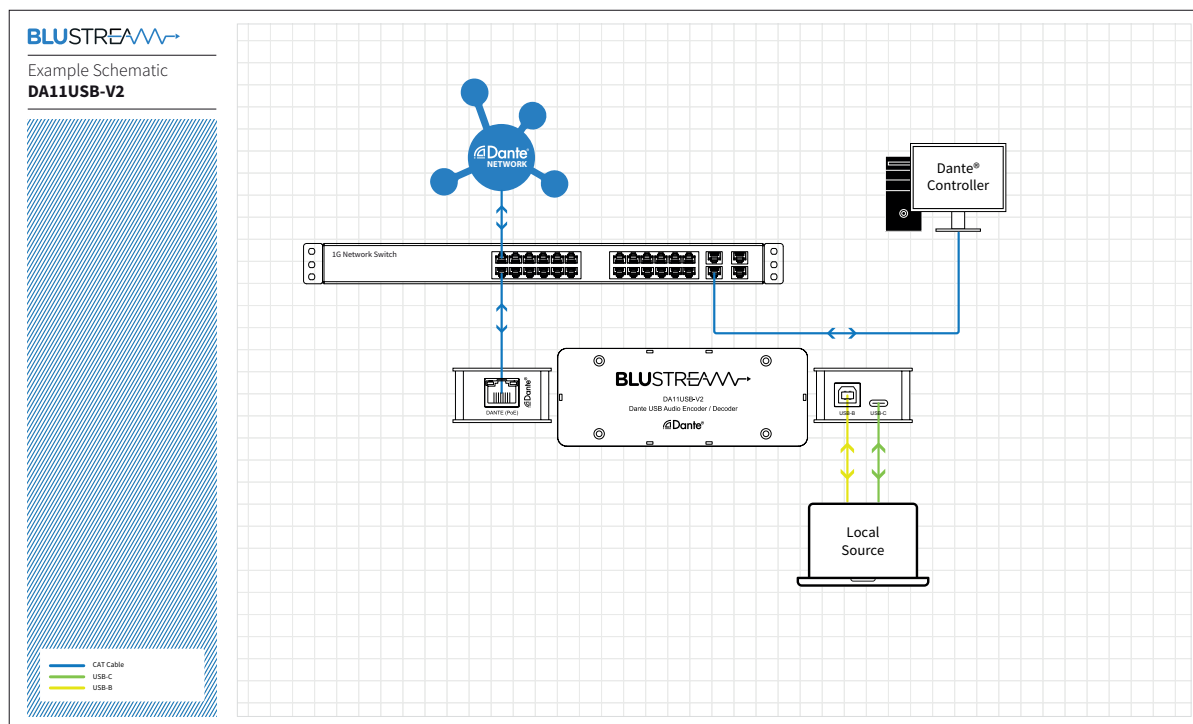 BLUSTREAM
Example Schematic
DA11USB-V2
Dante®
NETWORK
Dante®
Controller
1G Network Switch
Dante®
DANTE (PoE)
BLUSTREAM
DA11USB-V2
Dante USB Audio Encoder / Decoder
Dante®
USB-B
USB-C
Local
Source
CAT Cable
USB-C
USB-B